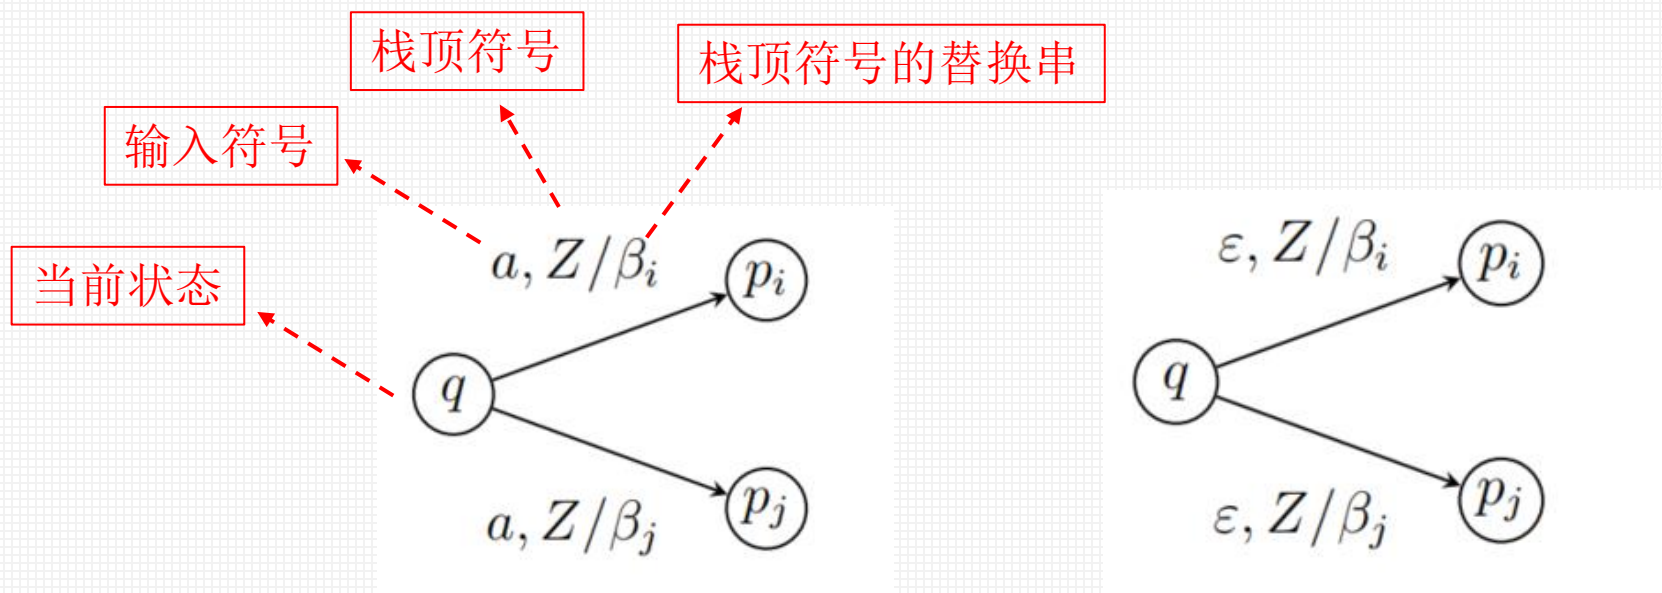 栈顶符号
栈顶符号的替换串
输入符号
当前状态
a, Z/βᵢ
pᵢ
q
a, Z/βⱼ
pⱼ
ε, Z/βᵢ
pᵢ
q
ε, Z/βⱼ
pⱼ